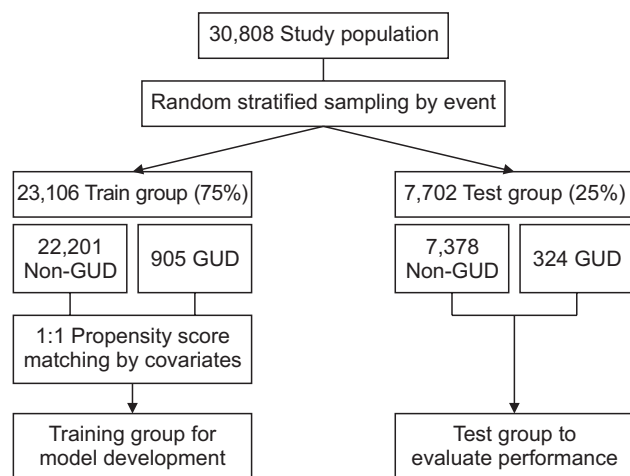 30,808 Study population
Random stratified sampling by event
23,106 Train group (75%)
7,702 Test group (25%)
22,201
Non-GUD
905 GUD
7,378
Non-GUD
324 GUD
1:1 Propensity score
matching by covariates
Training group for
model development
Test group to
evaluate performance